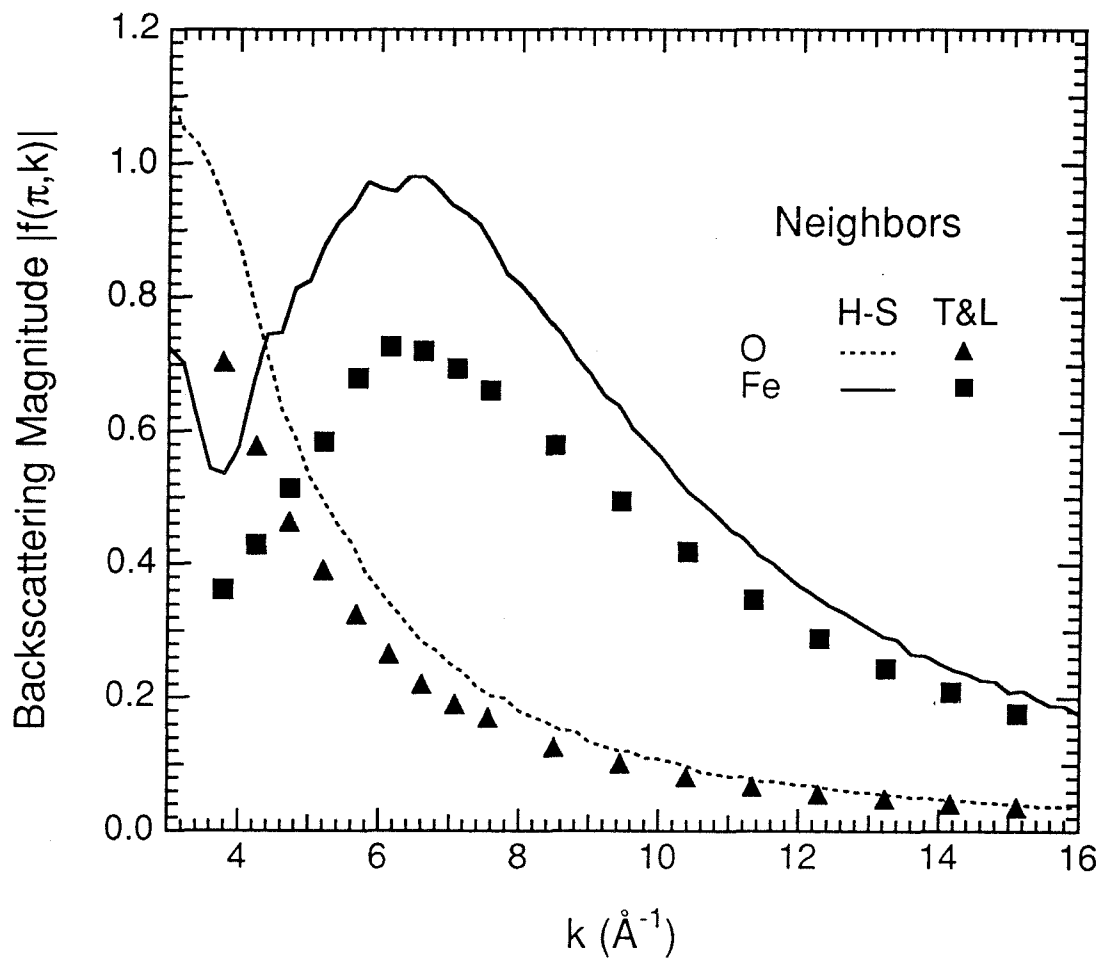 1.2
1.0
0.8
0.6
0.4
0.2
0.0
Backscattering Magnitude |f(π,k)|
Neighbors
H-S T&L
O
Fe
4 6 8 10 12 14 16
k (Å⁻¹)